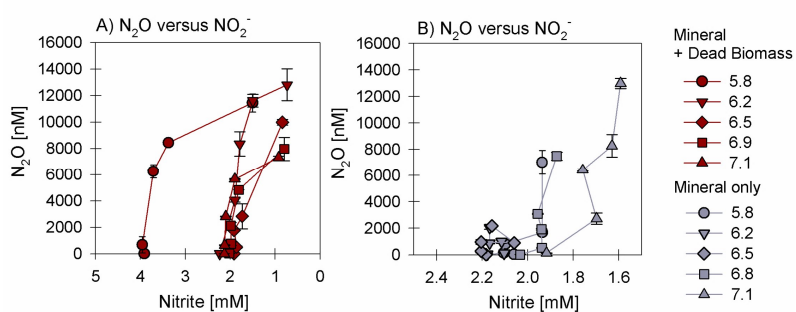 A) N₂O versus NO₂⁻
16000
14000
12000
10000
8000
6000
4000
2000
0
N₂O [nM]
5 4 3 2 1 0
Nitrite [mM]
B) N₂O versus NO₂⁻
16000
14000
12000
10000
8000
6000
4000
2000
0
N₂O [nM]
2.4 2.2 2.0 1.8 1.6
Nitrite [mM]
Mineral
+ Dead Biomass
5.8
6.2
6.5
6.9
7.1
Mineral only
5.8
6.2
6.5
6.8
7.1